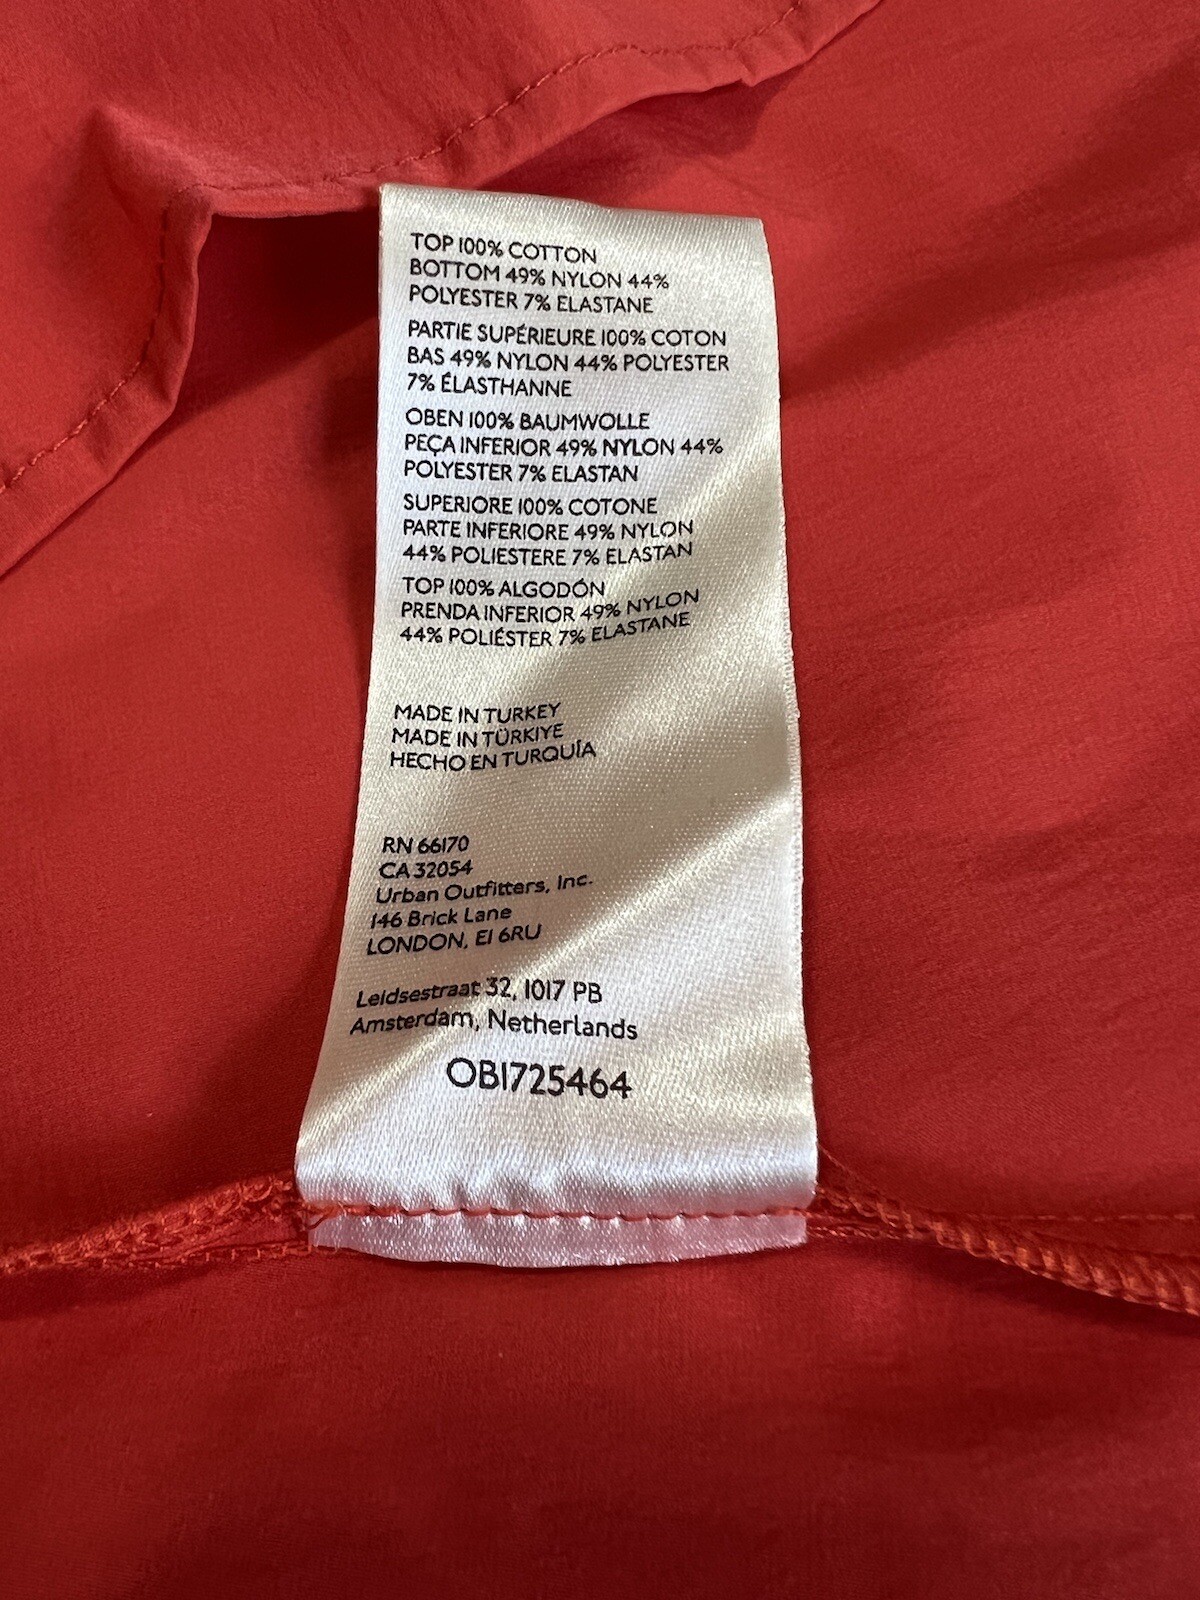 TOP 100% COTTON
BOTTOM 49% NYLON 44%
POLYESTER 7% ELASTANE
PARTIE SUPÉRIEURE 100% COTON
BAS 49% NYLON 44% POLYESTER
7% ÉLASTHANNE
OBEN 100% BAUMWOLLE
PEÇA INFERIOR 49% NYLON 44%
POLYESTER 7% ELASTAN
SUPERIORE 100% COTONE
PARTE INFERIORE 49% NYLON
44% POLIESTERE 7% ELASTAN
TOP 100% ALGODÓN
PRENDA INFERIOR 49% NYLON
44% POLIÉSTER 7% ELASTANE
MADE IN TURKEY
MADE IN TÜRKIYE
HECHO EN TURQUÍA
RN 66170
CA 32054
Urban Outfitters, Inc.
146 Brick Lane
LONDON, E1 6RU
Leidsestraat 32, 1017 PB
Amsterdam, Netherlands
OB1725464